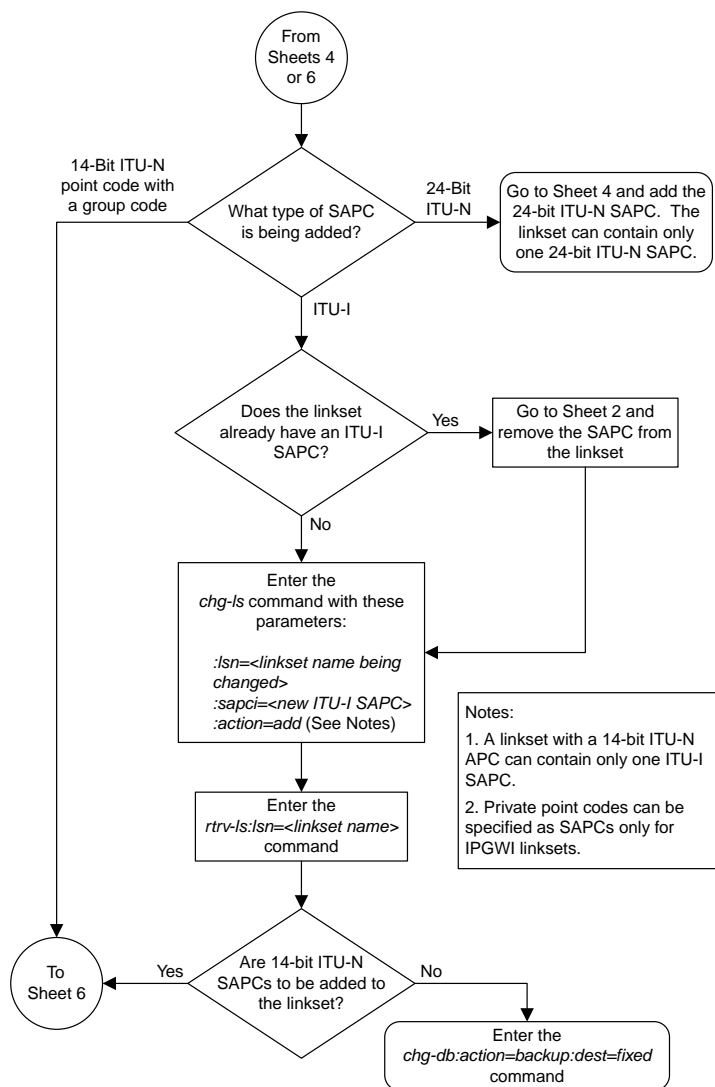 From
Sheets 4
or 6
14-Bit ITU-N
point code with
a group code
What type of SAPC
is being added?
24-Bit
ITU-N
Go to Sheet 4 and add the
24-bit ITU-N SAPC. The
linkset can contain only
one 24-bit ITU-N SAPC.
ITU-I
Does the linkset
already have an ITU-I
SAPC?
Yes
Go to Sheet 2 and
remove the SAPC from
the linkset
No
Enter the
chg-ls command with these
parameters:
:lsn=<linkset name being
changed>
:sapci=<new ITU-I SAPC>
:action=add (See Notes)
Notes:
1. A linkset with a 14-bit ITU-N
APC can contain only one ITU-I
SAPC.
2. Private point codes can be
specified as SAPCs only for
IPGWI linksets.
Enter the
rtrv-ls:lsn=<linkset name>
command
Are 14-bit ITU-N
SAPCs to be added to
the linkset?
Yes
To
Sheet 6
No
Enter the
chg-db:action=backup:dest=fixed
command